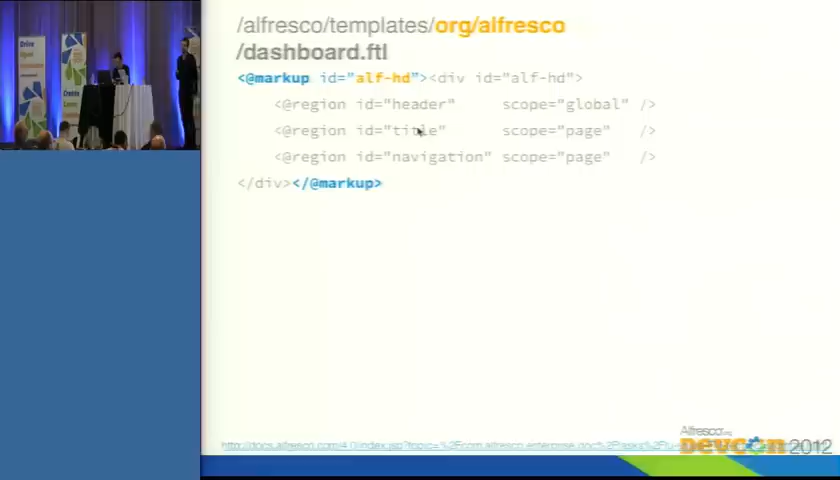 /alfresco/templates/org/alfresco
/dashboard.ftl
<@markup id="alf-hd"><div id="alf-hd">
<@region id="header" scope="global" />
<@region id="title" scope="page" />
<@region id="navigation" scope="page" />
</div></@markup>
Alfresco
DEVCON 2012